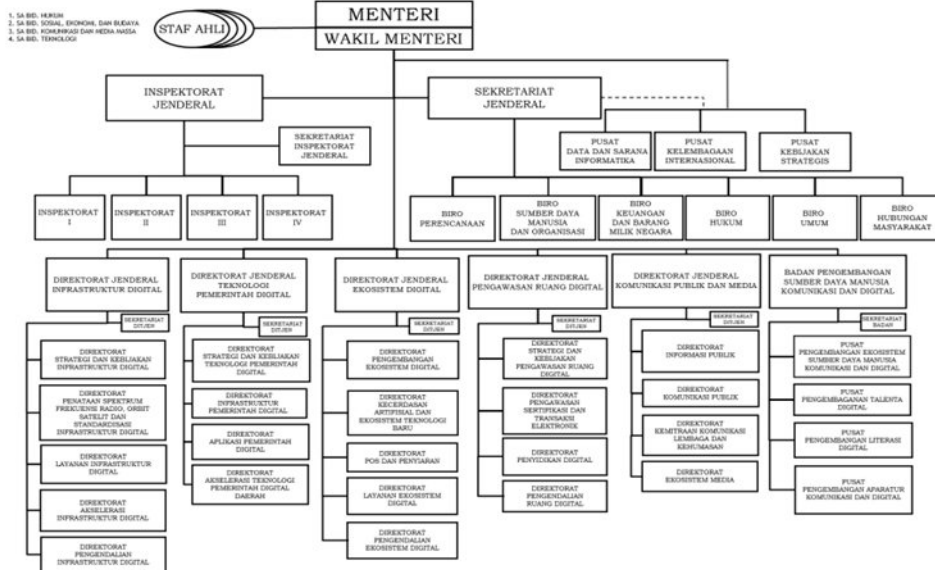 1. SA BID. HUKUM
2. SA BID. SOSIAL, EKONOMI, DAN BUDAYA
3. SA BID. KOMUNIKASI DAN MEDIA MASSA
4. SA BID. TEKNOLOGI
STAF AHLI
MENTERI
WAKIL MENTERI
INSPEKTORAT
JENDERAL
SEKRETARIAT
JENDERAL
SEKRETARIAT
INSPEKTORAT
JENDERAL
PUSAT
DATA DAN SARANA
INFORMATIKA
PUSAT
KELEMBAGAAN
INTERNASIONAL
PUSAT
KEBIJAKAN
STRATEGIS
INSPEKTORAT
I
INSPEKTORAT
II
INSPEKTORAT
III
INSPEKTORAT
IV
BIRO
PERENCANAAN
BIRO
SUMBER DAYA
MANUSIA
DAN ORGANISASI
BIRO
KEUANGAN
DAN BARANG
MILIK NEGARA
BIRO
HUKUM
BIRO
UMUM
BIRO
HUBUNGAN
MASYARAKAT
DIREKTORAT JENDERAL
INFRASTRUKTUR DIGITAL
SEKRETARIAT
DITJEN
DIREKTORAT
STRATEGI DAN KEBIJAKAN
INFRASTRUKTUR DIGITAL
DIREKTORAT
PENATAAN SPEKTRUM
FREKUENSI RADIO, ORBIT
SATELIT DAN
STANDARDISASI
INFRASTRUKTUR DIGITAL
DIREKTORAT
LAYANAN INFRASTRUKTUR
DIGITAL
DIREKTORAT
AKSELERASI
INFRASTRUKTUR DIGITAL
DIREKTORAT
PENGENDALIAN
INFRASTRUKTUR DIGITAL
DIREKTORAT JENDERAL
TEKNOLOGI
PEMERINTAH DIGITAL
SEKRETARIAT
DITJEN
DIREKTORAT
STRATEGI DAN KEBIJAKAN
TEKNOLOGI PEMERINTAH
DIGITAL
DIREKTORAT
INFRASTRUKTUR
PEMERINTAH DIGITAL
DIREKTORAT
APLIKASI PEMERINTAH
DIGITAL
DIREKTORAT
AKSELERASI TEKNOLOGI
PEMERINTAH DIGITAL
DAERAH
DIREKTORAT JENDERAL
EKOSISTEM DIGITAL
SEKRETARIAT
DITJEN
DIREKTORAT
PENGEMBANGAN
EKOSISTEM DIGITAL
DIREKTORAT
KECERDASAN
ARTIFISIAL DAN
EKOSISTEM TEKNOLOGI
BARU
DIREKTORAT
POS DAN PENYIARAN
DIREKTORAT
LAYANAN EKOSISTEM
DIGITAL
DIREKTORAT
PENGENDALIAN
EKOSISTEM DIGITAL
DIREKTORAT JENDERAL
PENGAWASAN RUANG DIGITAL
SEKRETARIAT
DITJEN
DIREKTORAT
STRATEGI DAN
KEBIJAKAN
PENGAWASAN RUANG
DIGITAL
DIREKTORAT
PENGAWASAN
SERTIFIKASI DAN
TRANSAKSI
ELEKTRONIK
DIREKTORAT
PENYIDIKAN DIGITAL
DIREKTORAT
PENGENDALIAN
RUANG DIGITAL
DIREKTORAT JENDERAL
KOMUNIKASI PUBLIK DAN MEDIA
SEKRETARIAT
DITJEN
DIREKTORAT
INFORMASI PUBLIK
DIREKTORAT
KOMUNIKASI PUBLIK
DIREKTORAT
KEMITRAAN KOMUNIKASI
LEMBAGA DAN
KEHUMASAN
DIREKTORAT
EKOSISTEM MEDIA
BADAN PENGEMBANGAN
SUMBER DAYA MANUSIA
KOMUNIKASI DAN DIGITAL
SEKRETARIAT
BADAN
PUSAT
PENGEMBANGAN EKOSISTEM
SUMBER DAYA MANUSIA
KOMUNIKASI DAN DIGITAL
PUSAT
PENGEMBAGANAN TALENTA
DIGITAL
PUSAT
PENGEMBANGAN LITERASI
DIGITAL
PUSAT
PENGEMBANGAN APARATUR
KOMUNIKASI DAN DIGITAL